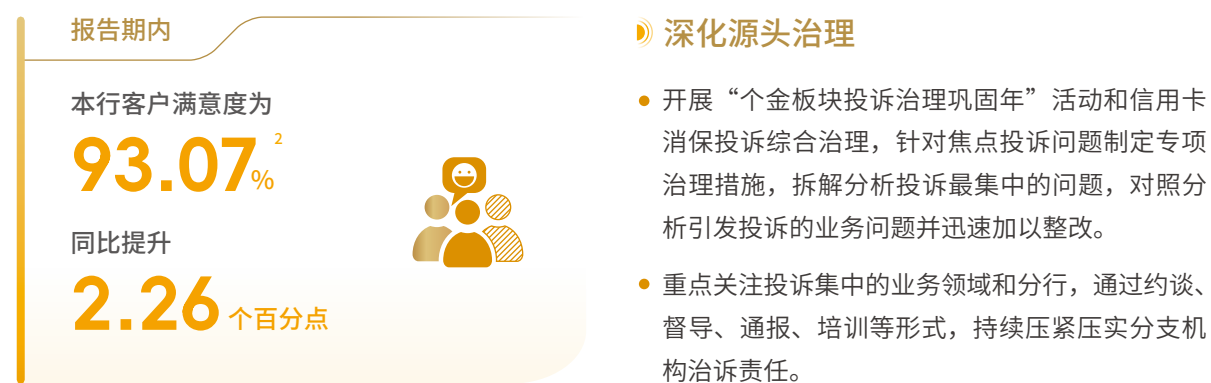 报告期内
本行客户满意度为
93.07% 2
同比提升
2.26 个百分点
深化源头治理
开展“个金板块投诉治理巩固年”活动和信用卡
消保投诉综合治理，针对焦点投诉问题制定专项
治理措施，拆解分析投诉最集中的问题，对照分
析引发投诉的业务问题并迅速加以整改。
重点关注投诉集中的业务领域和分行，通过约谈、
督导、通报、培训等形式，持续压紧压实分支机
构治诉责任。